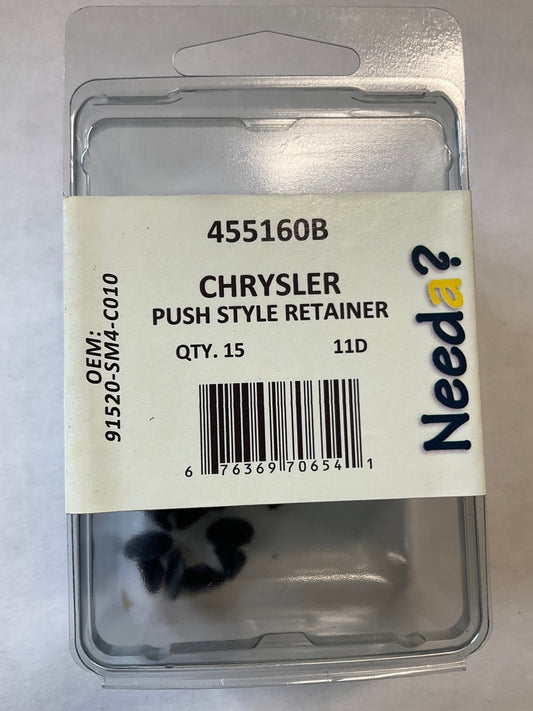 455160B
CHRYSLER
PUSH STYLE RETAINER
QTY. 15 11D
6 76369 70654 1
OEM:
91520-SM4-C010
Needa?